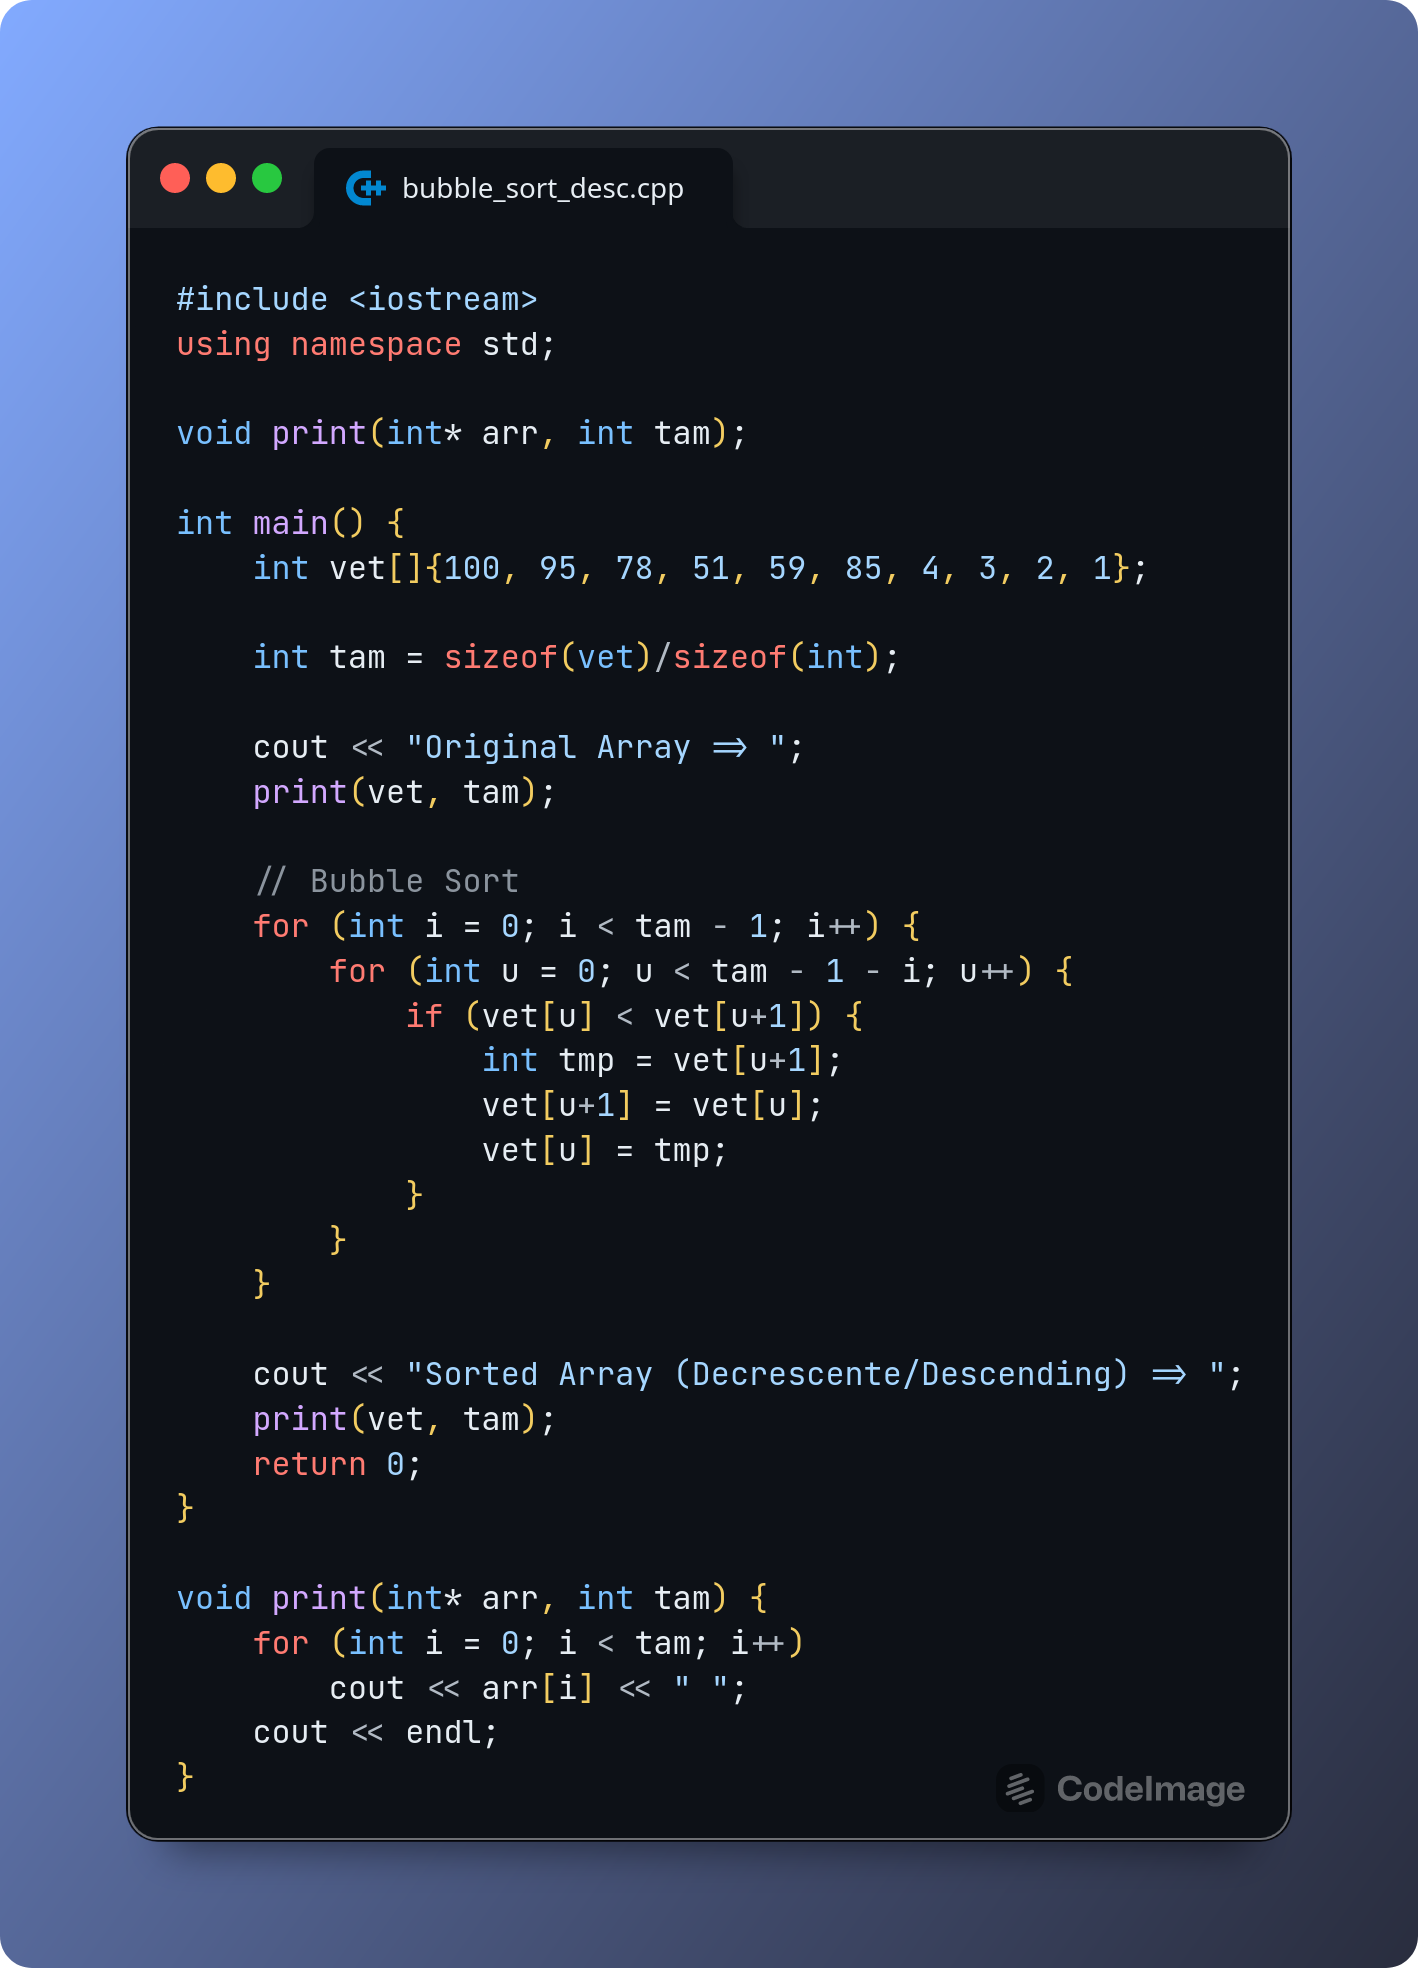 bubble_sort_desc.cpp
#include <iostream>
using namespace std;
void print(int* arr, int tam);
int main() {
    int vet[]{100, 95, 78, 51, 59, 85, 4, 3, 2, 1};
    int tam = sizeof(vet)/sizeof(int);
    cout << "Original Array => ";
    print(vet, tam);
    // Bubble Sort
    for (int i = 0; i < tam - 1; i++) {
        for (int u = 0; u < tam - 1 - i; u++) {
            if (vet[u] < vet[u+1]) {
                int tmp = vet[u+1];
                vet[u+1] = vet[u];
                vet[u] = tmp;
            }
        }
    }
    cout << "Sorted Array (Decrescente/Descending) => ";
    print(vet, tam);
    return 0;
}
void print(int* arr, int tam) {
    for (int i = 0; i < tam; i++)
        cout << arr[i] << " ";
    cout << endl;
}
CodeImage